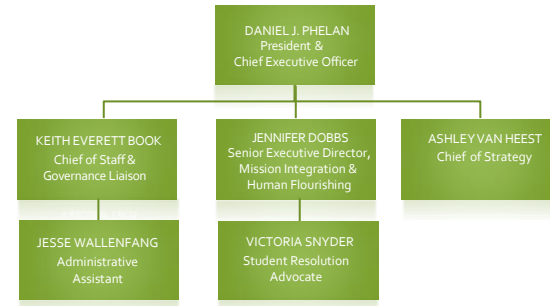 DANIEL J. PHELAN
President &
Chief Executive Officer
KEITH EVERETT BOOK
Chief of Staff &
Governance Liaison
JENNIFER DOBBS
Senior Executive Director,
Mission Integration &
Human Flourishing
ASHLEY VAN HEEST
Chief of Strategy
JESSE WALLENFANG
Administrative
Assistant
VICTORIA SNYDER
Student Resolution
Advocate